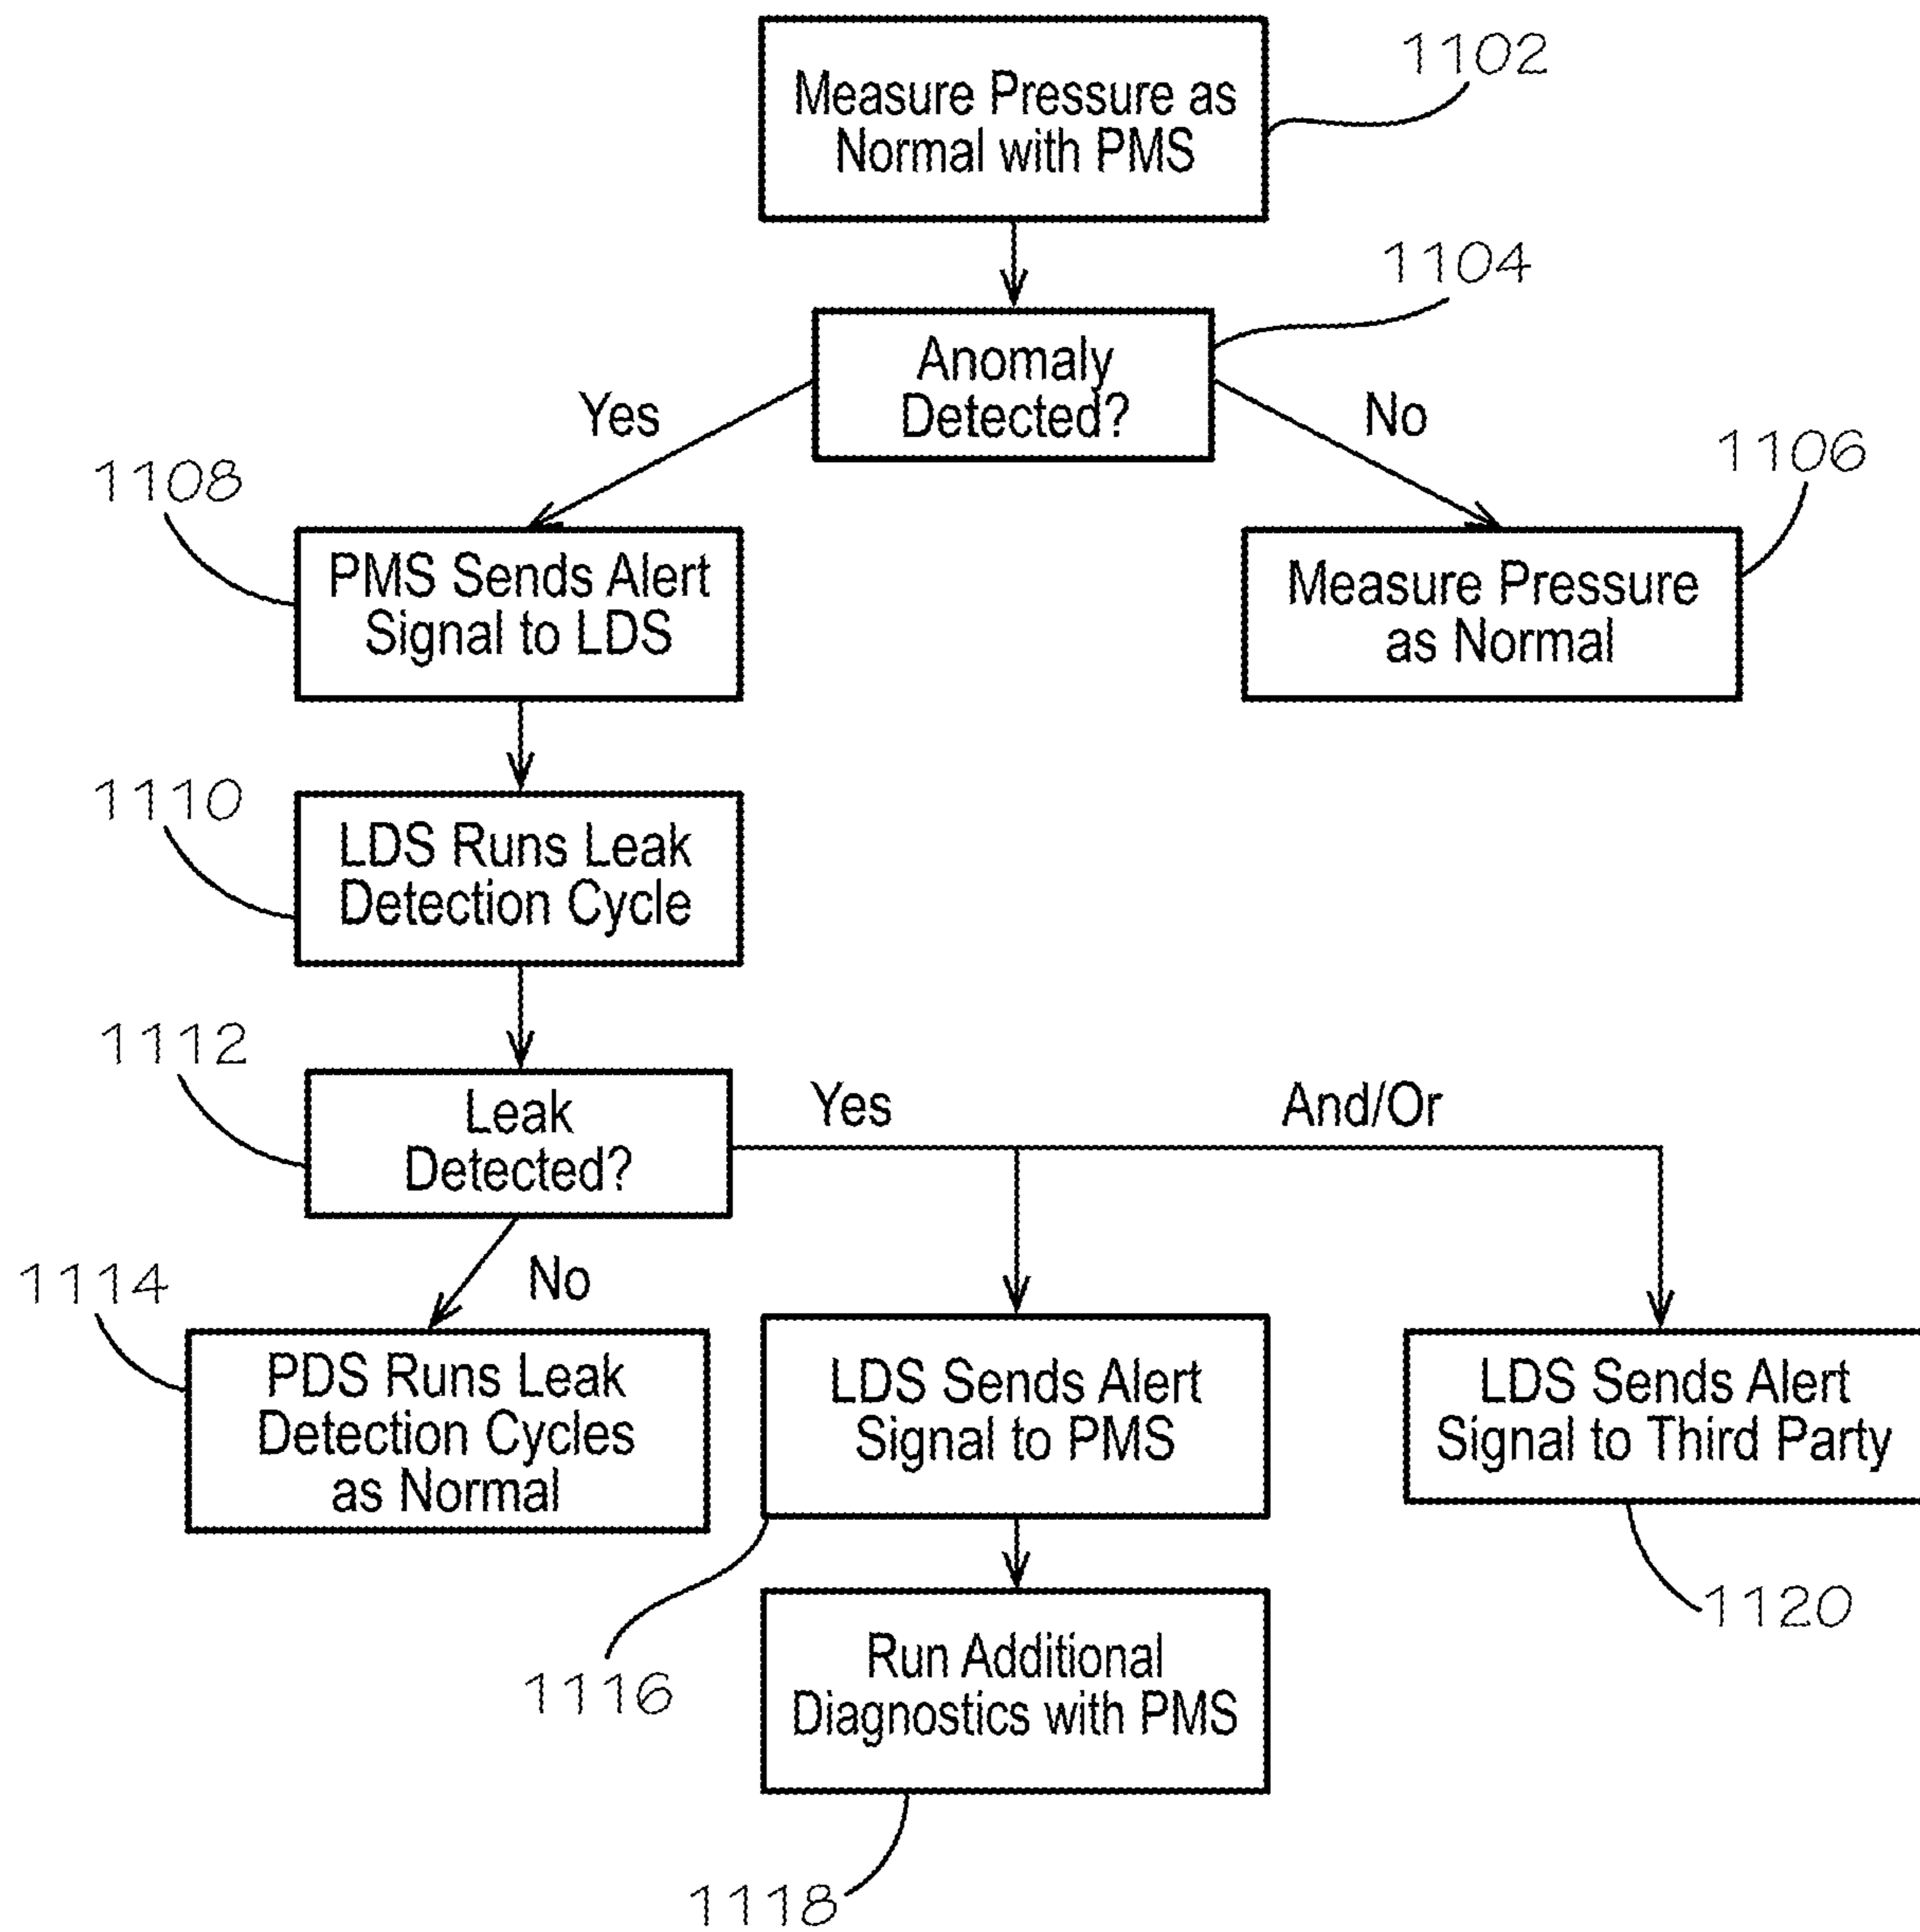 Measure Pressure as
Normal with PMS
1102
1104
Anomaly
Detected?
Yes
No
1106
1108
PMS Sends Alert
Signal to LDS
Measure Pressure
as Normal
1110
LDS Runs Leak
Detection Cycle
1112
Leak
Detected?
Yes
And/Or
No
1114
PDS Runs Leak
Detection Cycles
as Normal
LDS Sends Alert
Signal to PMS
LDS Sends Alert
Signal to Third Party
1116
1120
Run Additional
Diagnostics with PMS
1118